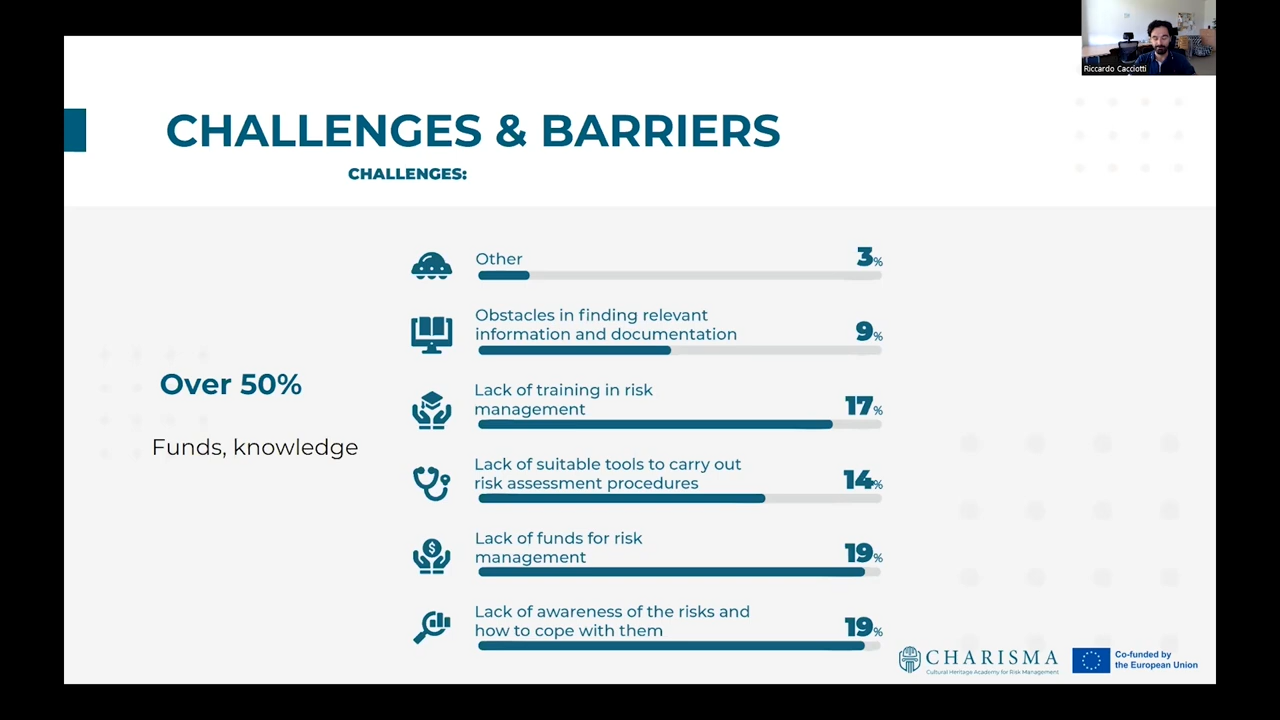 Riccardo Cacciotti
CHALLENGES & BARRIERS
CHALLENGES:
Over 50%
Funds, knowledge
Other
3%
Obstacles in finding relevant
information and documentation
9%
Lack of training in risk
management
17%
Lack of suitable tools to carry out
risk assessment procedures
14%
Lack of funds for risk
management
19%
Lack of awareness of the risks and
how to cope with them
19%
CHARISMA
Cultural Heritage Academy for Risk Management
Co-funded by
the European Union